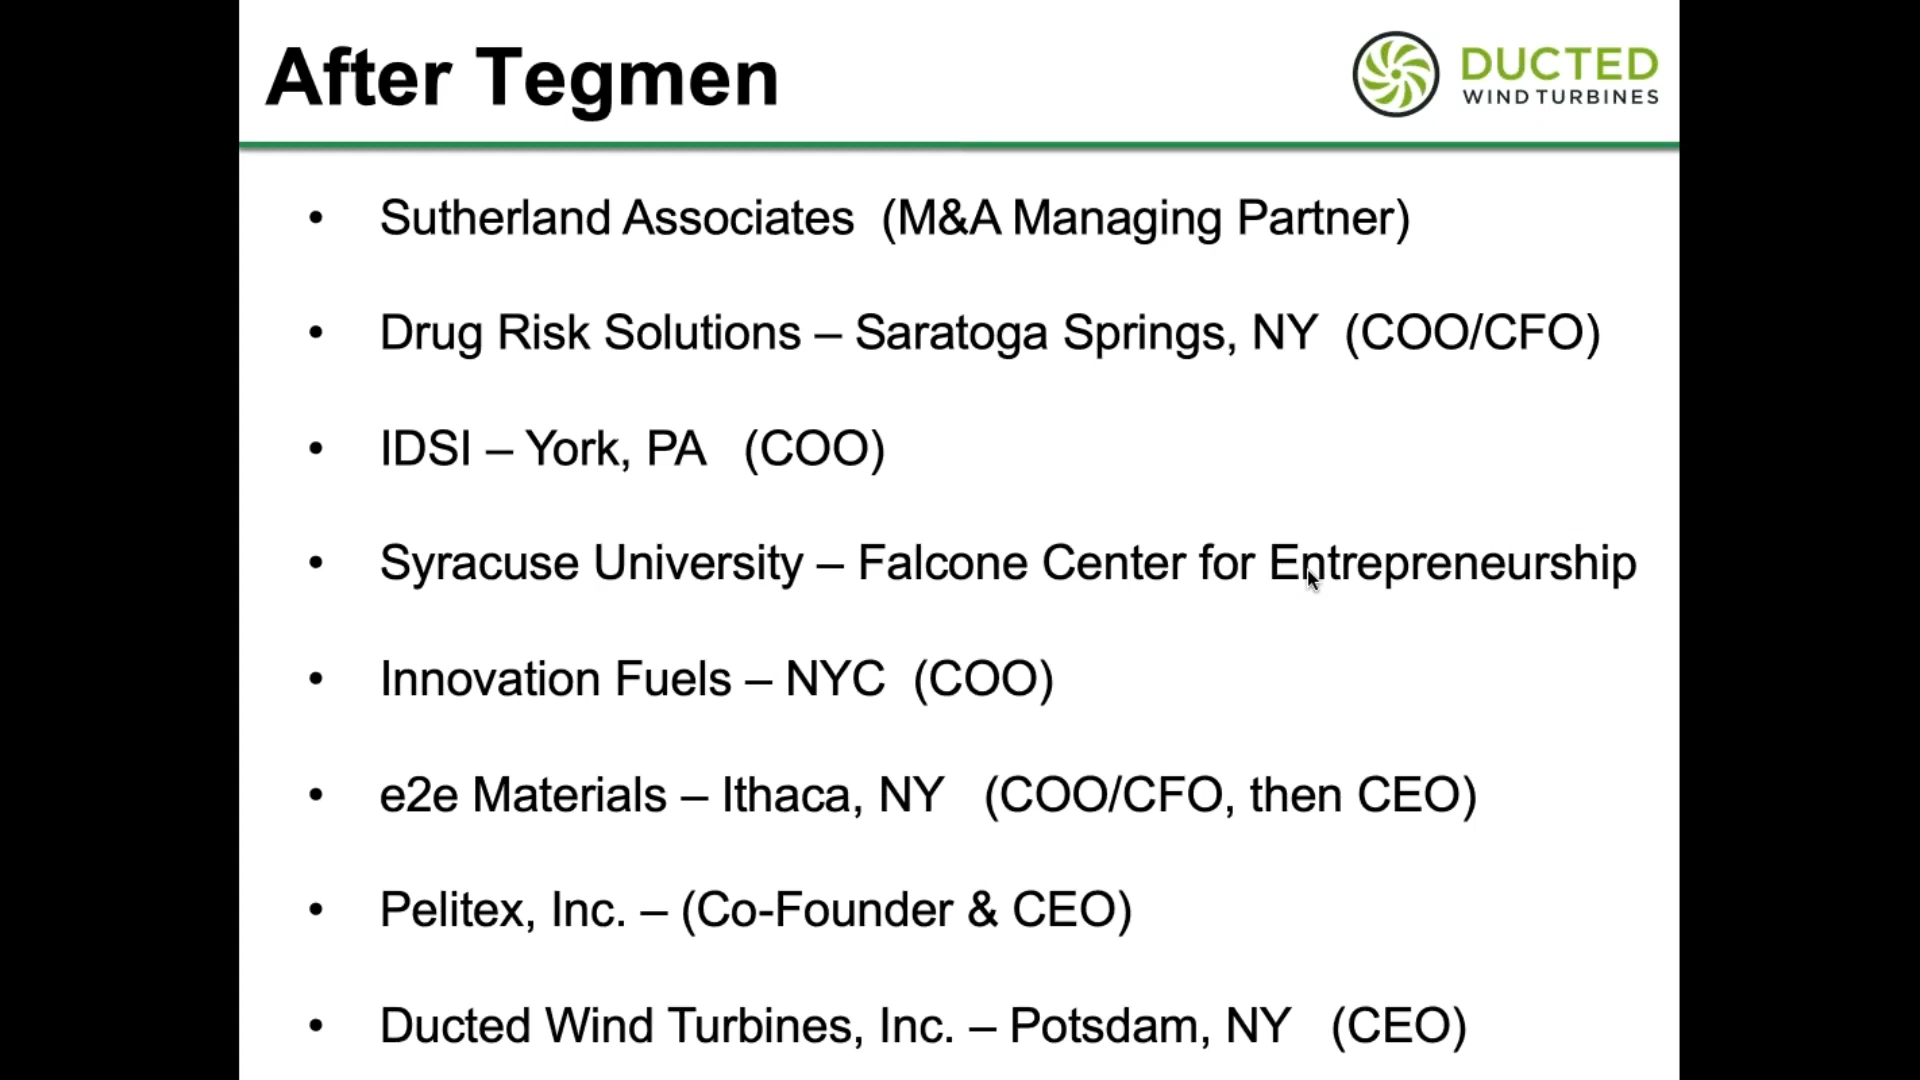 After Tegmen
DUCTED
WIND TURBINES
• Sutherland Associates (M&A Managing Partner)
• Drug Risk Solutions – Saratoga Springs, NY (COO/CFO)
• IDSI – York, PA (COO)
• Syracuse University – Falcone Center for Entrepreneurship
• Innovation Fuels – NYC (COO)
• e2e Materials – Ithaca, NY (COO/CFO, then CEO)
• Pelitex, Inc. – (Co-Founder & CEO)
• Ducted Wind Turbines, Inc. – Potsdam, NY (CEO)